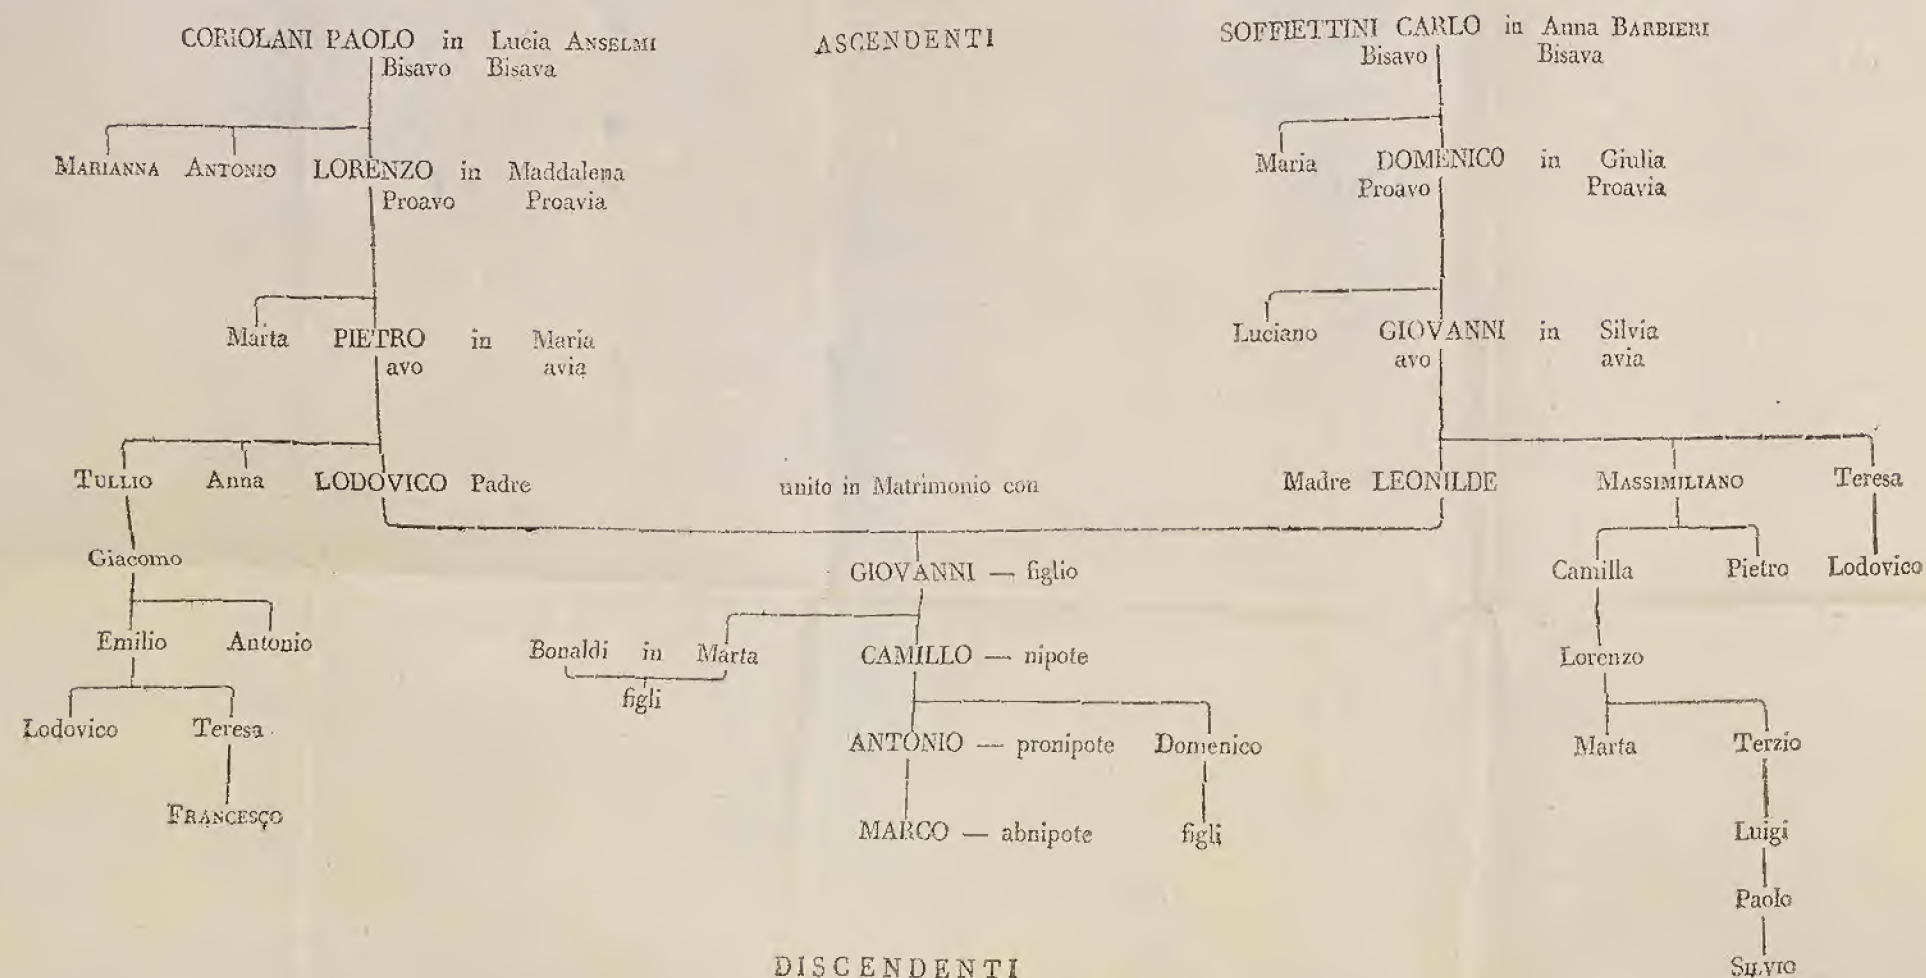 CORIOLANI PAOLO in Lucia ANSELMI ASCENDENTI SOFFIETTINI CARLO in Anna BARBIERI
Bisavo Bisava Bisavo Bisava
MARIANNA ANTONIO LORENZO in Maddalena Maria DOMENICO in Giulia
Proavo Proavia Proavo Proavia
Marta PIETRO in Maria Luciano GIOVANNI in Silvia
avo avia avo avia
TULLIO Anna LODOVICO Padre unito in Matrimonio con Madre LEONILDE MASSIMILIANO Teresa
Giacomo GIOVANNI — figlio Camilla Pietro Lodovico
Emilio Antonio Bonaldi in Marta CAMILLO — nipote Lorenzo
figli
Lodovico Teresa ANTONIO — pronipote Domenico Marta Terzio
FRANCESCO MARCO — abnipote figli Luigi
Paolo
DISCENDENTI SILVIO